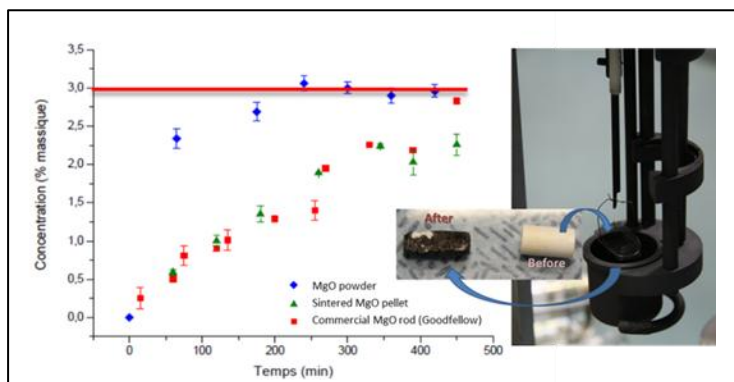 3,5
3,0
2,5
2,0
1,5
1,0
0,5
0,0
Concentration (% massique)
0
100
200
300
400
500
Temps (min)
MgO powder
Sintered MgO pellet
Commercial MgO rod (Goodfellow)
After
Before